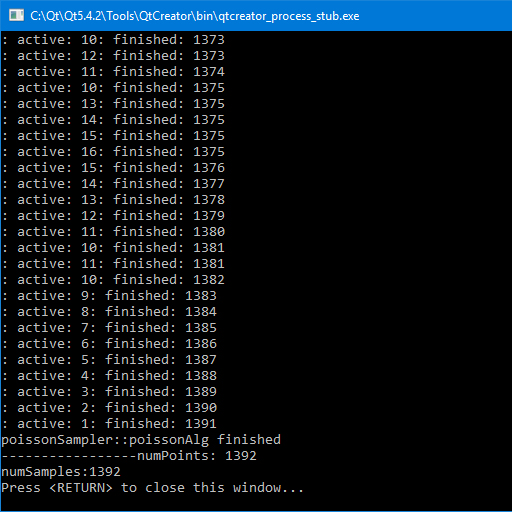 C:\Qt\Qt5.4.2\Tools\QtCreator\bin\qtcreator_process_stub.exe
: active: 10: finished: 1373
: active: 12: finished: 1373
: active: 11: finished: 1374
: active: 10: finished: 1375
: active: 13: finished: 1375
: active: 14: finished: 1375
: active: 15: finished: 1375
: active: 16: finished: 1375
: active: 15: finished: 1376
: active: 14: finished: 1377
: active: 13: finished: 1378
: active: 12: finished: 1379
: active: 11: finished: 1380
: active: 10: finished: 1381
: active: 11: finished: 1381
: active: 10: finished: 1382
: active: 9: finished: 1383
: active: 8: finished: 1384
: active: 7: finished: 1385
: active: 6: finished: 1386
: active: 5: finished: 1387
: active: 4: finished: 1388
: active: 3: finished: 1389
: active: 2: finished: 1390
: active: 1: finished: 1391
poissonSampler::poissonAlg finished
-----------------numPoints: 1392
numSamples:1392
Press <RETURN> to close this window...